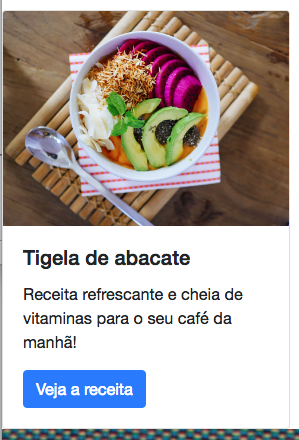 Tigela de abacate
Receita refrescante e cheia de
vitaminas para o seu café da
manhã!
Veja a receita